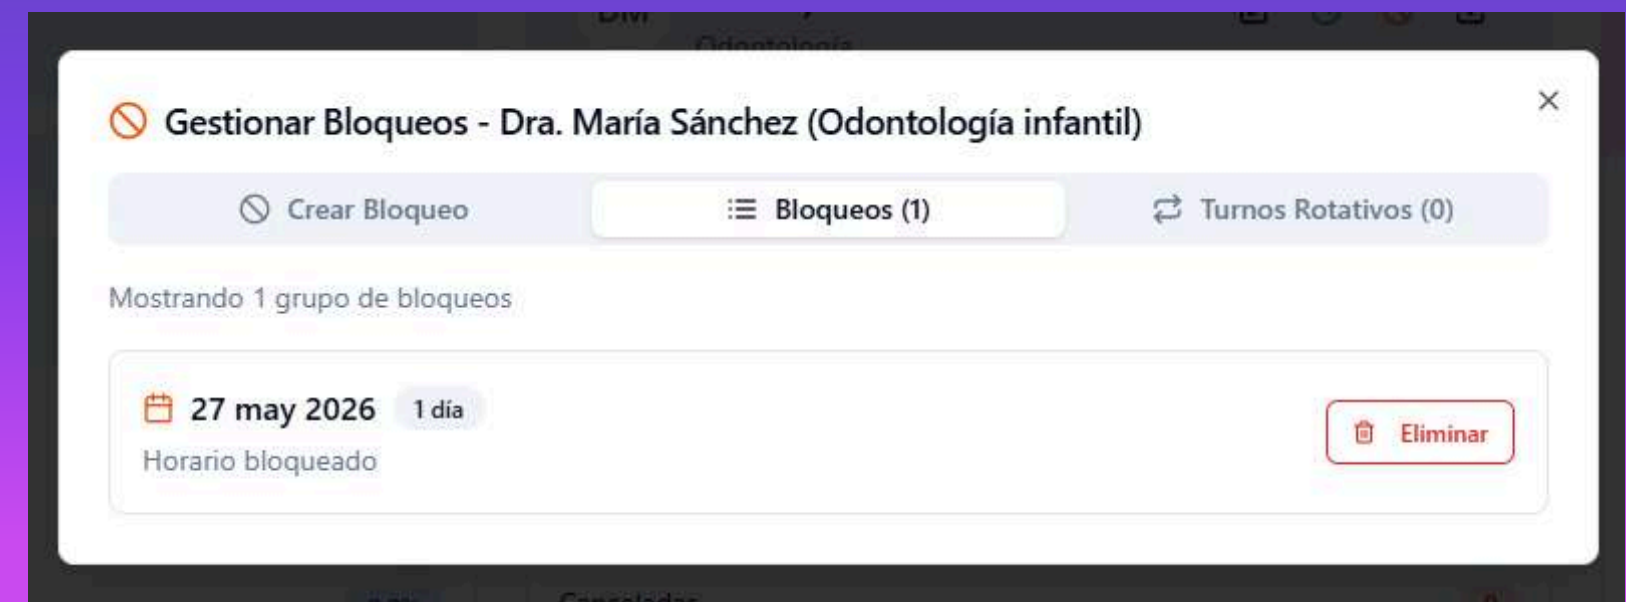 Odontología
Gestionar Bloqueos - Dra. María Sánchez (Odontología infantil)
Crear Bloqueo
Bloqueos (1)
Turnos Rotativos (0)
Mostrando 1 grupo de bloqueos
27 may 2026 1 día
Eliminar
Horario bloqueado